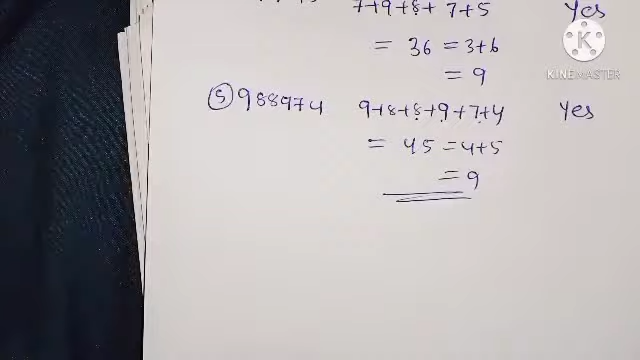 7+9+8+7+5 Yes
= 36 = 3+6
= 9
⑤ 988974 9+8+8+9+7+4 Yes
= 45 = 4+5
= 9
KINEMASTER